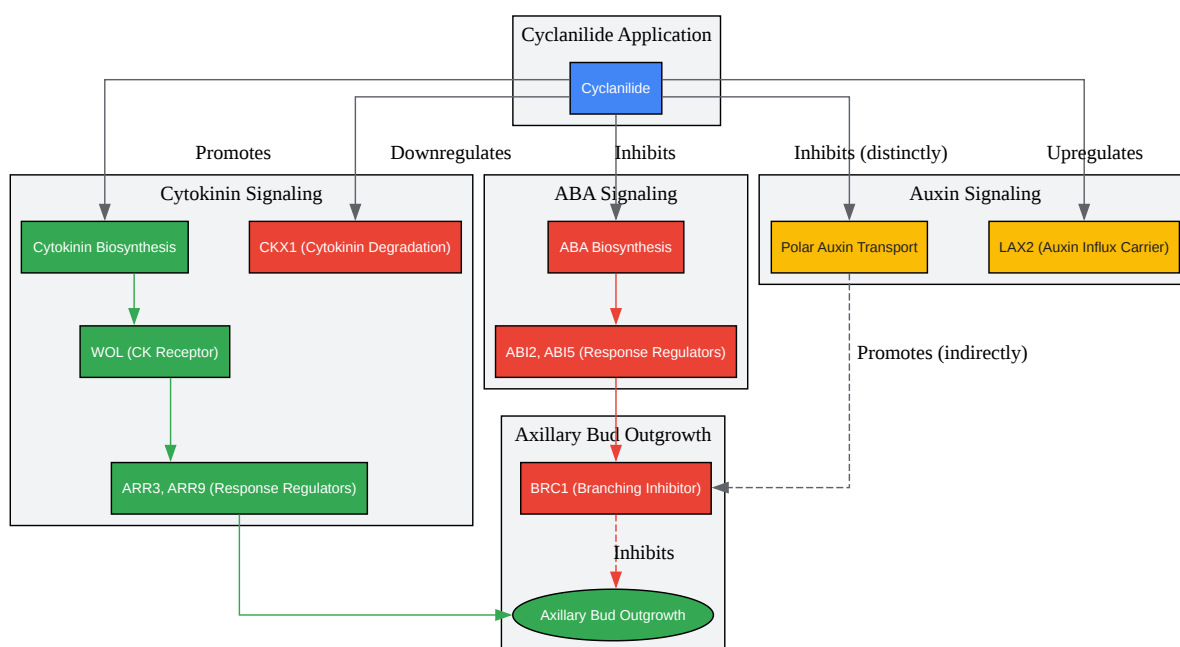 Cyclanilide Application
Cyclanilide
Promotes
Downregulates
Inhibits
Inhibits (distinctly)
Upregulates
Cytokinin Signaling
ABA Signaling
Auxin Signaling
Cytokinin Biosynthesis
CKX1 (Cytokinin Degradation)
ABA Biosynthesis
Polar Auxin Transport
LAX2 (Auxin Influx Carrier)
WOL (CK Receptor)
ABI2, ABI5 (Response Regulators)
Promotes (indirectly)
Axillary Bud Outgrowth
ARR3, ARR9 (Response Regulators)
BRC1 (Branching Inhibitor)
Inhibits
Axillary Bud Outgrowth